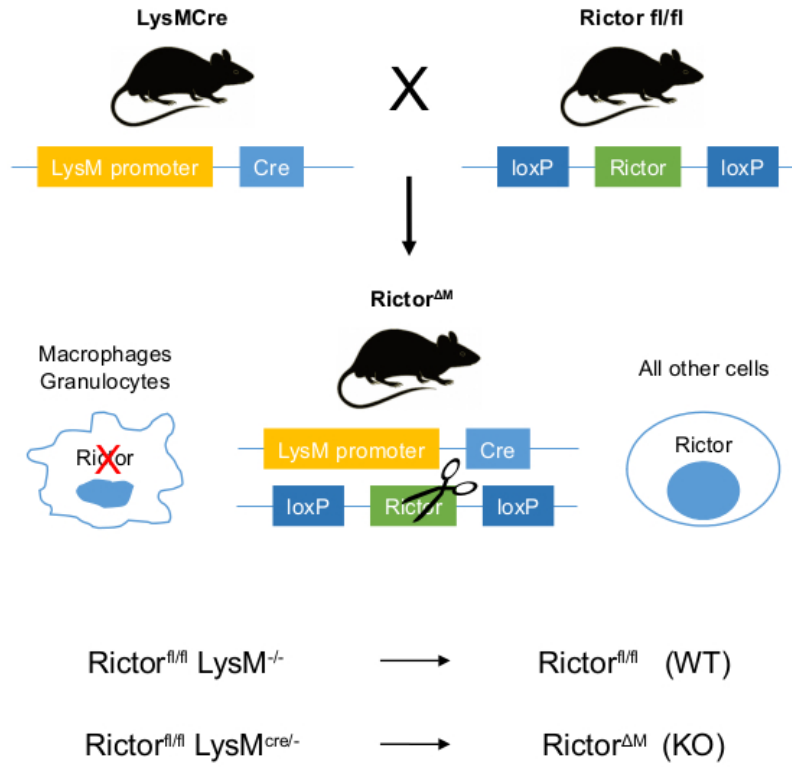 LysMCre
Rictor fl/fl
X
LysM promoter Cre
loxP Rictor loxP
Rictor^ΔM
Macrophages
Granulocytes
All other cells
Rictor
Rictor
LysM promoter Cre
loxP Rictor loxP
Rictor^fl/fl LysM^-/- → Rictor^fl/fl (WT)
Rictor^fl/fl LysM^cre/- → Rictor^ΔM (KO)